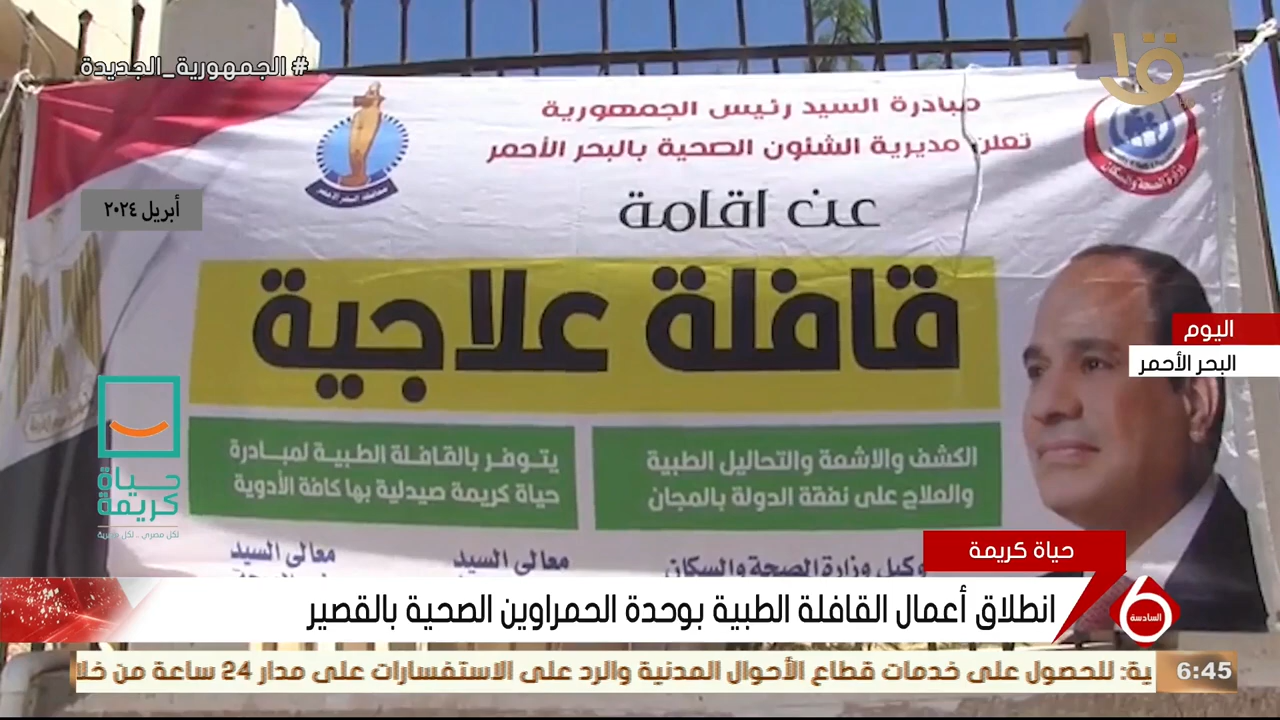 # الجمهورية_الجديدة
مبادرة السيد رئيس الجمهورية
تعلن مديرية الشئون الصحية بالبحر الأحمر
وزارة الصحة والسكان
عن اقامة
أبريل ٢٠٢٤
قافلة علاجية
اليوم
البحر الأحمر
الكشف والاشعة والتحاليل الطبية
والعلاج على نفقة الدولة بالمجان
يتوفر بالقافلة الطبية لمبادرة
حياة كريمة صيدلية بها كافة الأدوية
حياة
كريمة
وكيل وزارة الصحة والسكان
معالى السيد
معالى السيد
حياة كريمة
انطلاق أعمال القافلة الطبية بوحدة الحمراوين الصحية بالقصير
السادسة
6:45
ية: للحصول على خدمات قطاع الأحوال المدنية والرد على الاستفسارات على مدار 24 ساعة من خلا